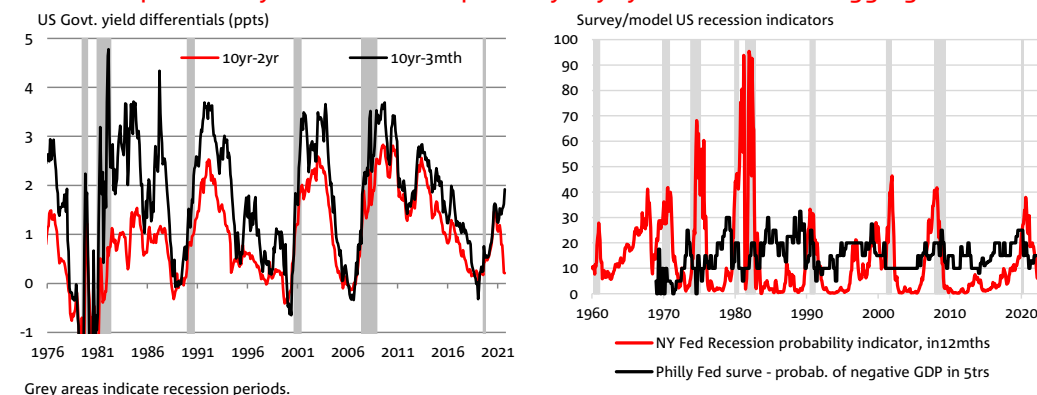 US Govt. yield differentials (ppts)
5
4
3
2
1
0
-1
10yr-2yr
10yr-3mth
1976 1981 1986 1991 1996 2001 2006 2011 2016 2021
Grey areas indicate recession periods.
Survey/model US recession indicators
100
90
80
70
60
50
40
30
20
10
0
1960 1970 1980 1990 2000 2010 2020
NY Fed Recession probability indicator, in12mths
Philly Fed surve - probab. of negative GDP in 5trs